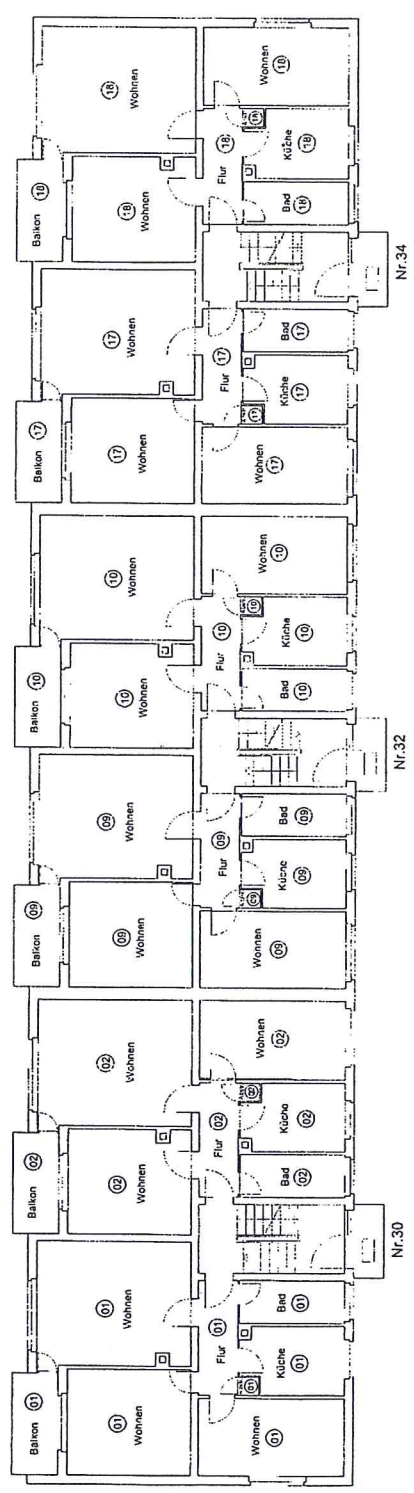 Balkon 01
Wohnen 01
Wohnen 01
Flur 01
01
Wohnen 01
Küche 01
Bad 01
Nr.30
Balkon 02
Wohnen 02
Wohnen 02
Flur 02
02
Bad 02
Küche 02
Wohnen 02
Balkon 09
Wohnen 09
Wohnen 09
Flur 09
09
Wohnen 09
Küche 09
Bad 09
Nr.32
Balkon 10
Wohnen 10
Wohnen 10
Flur 10
10
Bad 10
Küche 10
Wohnen 10
Balkon 17
Wohnen 17
Wohnen 17
Flur 17
17
Wohnen 17
Küche 17
Bad 17
Nr.34
Balkon 18
Wohnen 18
Wohnen 18
Flur 18
18
Bad 18
Küche 18
Wohnen 18